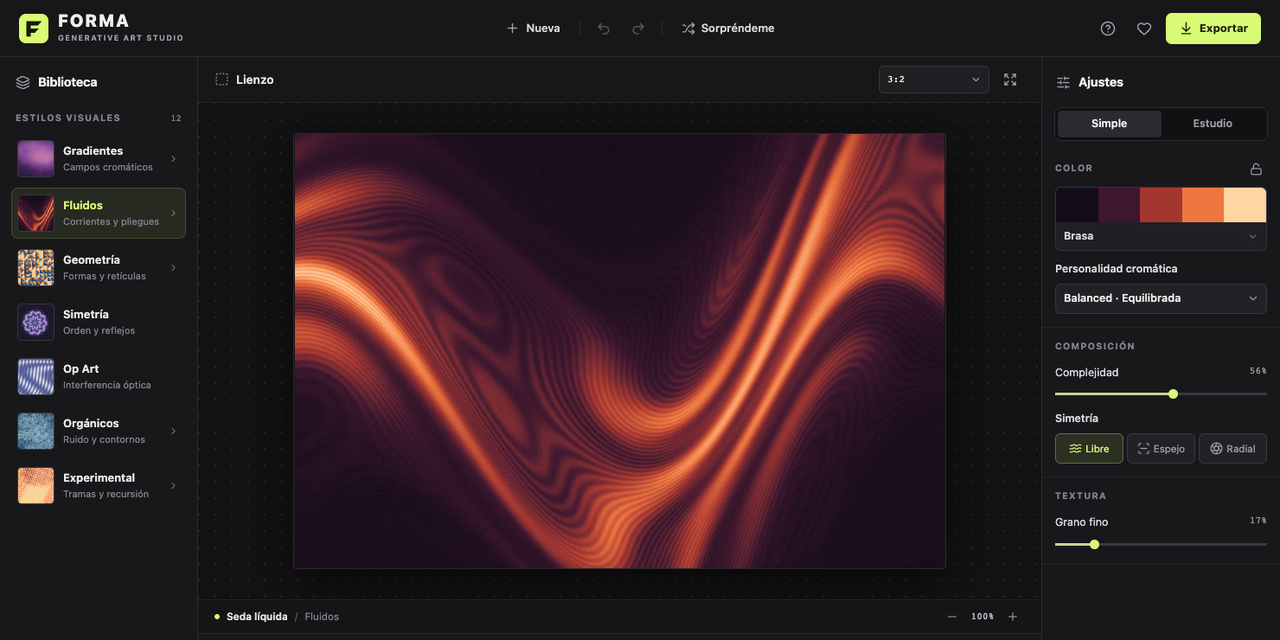 FORMA
GENERATIVE ART STUDIO
Nueva
Sorpréndeme
Exportar
Biblioteca
ESTILOS VISUALES 12
Gradientes
Campos cromáticos
Fluidos
Corrientes y pliegues
Geometría
Formas y retículas
Simetría
Orden y reflejos
Op Art
Interferencia óptica
Orgánicos
Ruido y contornos
Experimental
Tramas y recursión
Lienzo
3:2
Seda líquida / Fluidos
100%
Ajustes
Simple
Estudio
COLOR
Brasa
Personalidad cromática
Balanced · Equilibrada
COMPOSICIÓN
Complejidad 56%
Simetría
Libre
Espejo
Radial
TEXTURA
Grano fino 17%